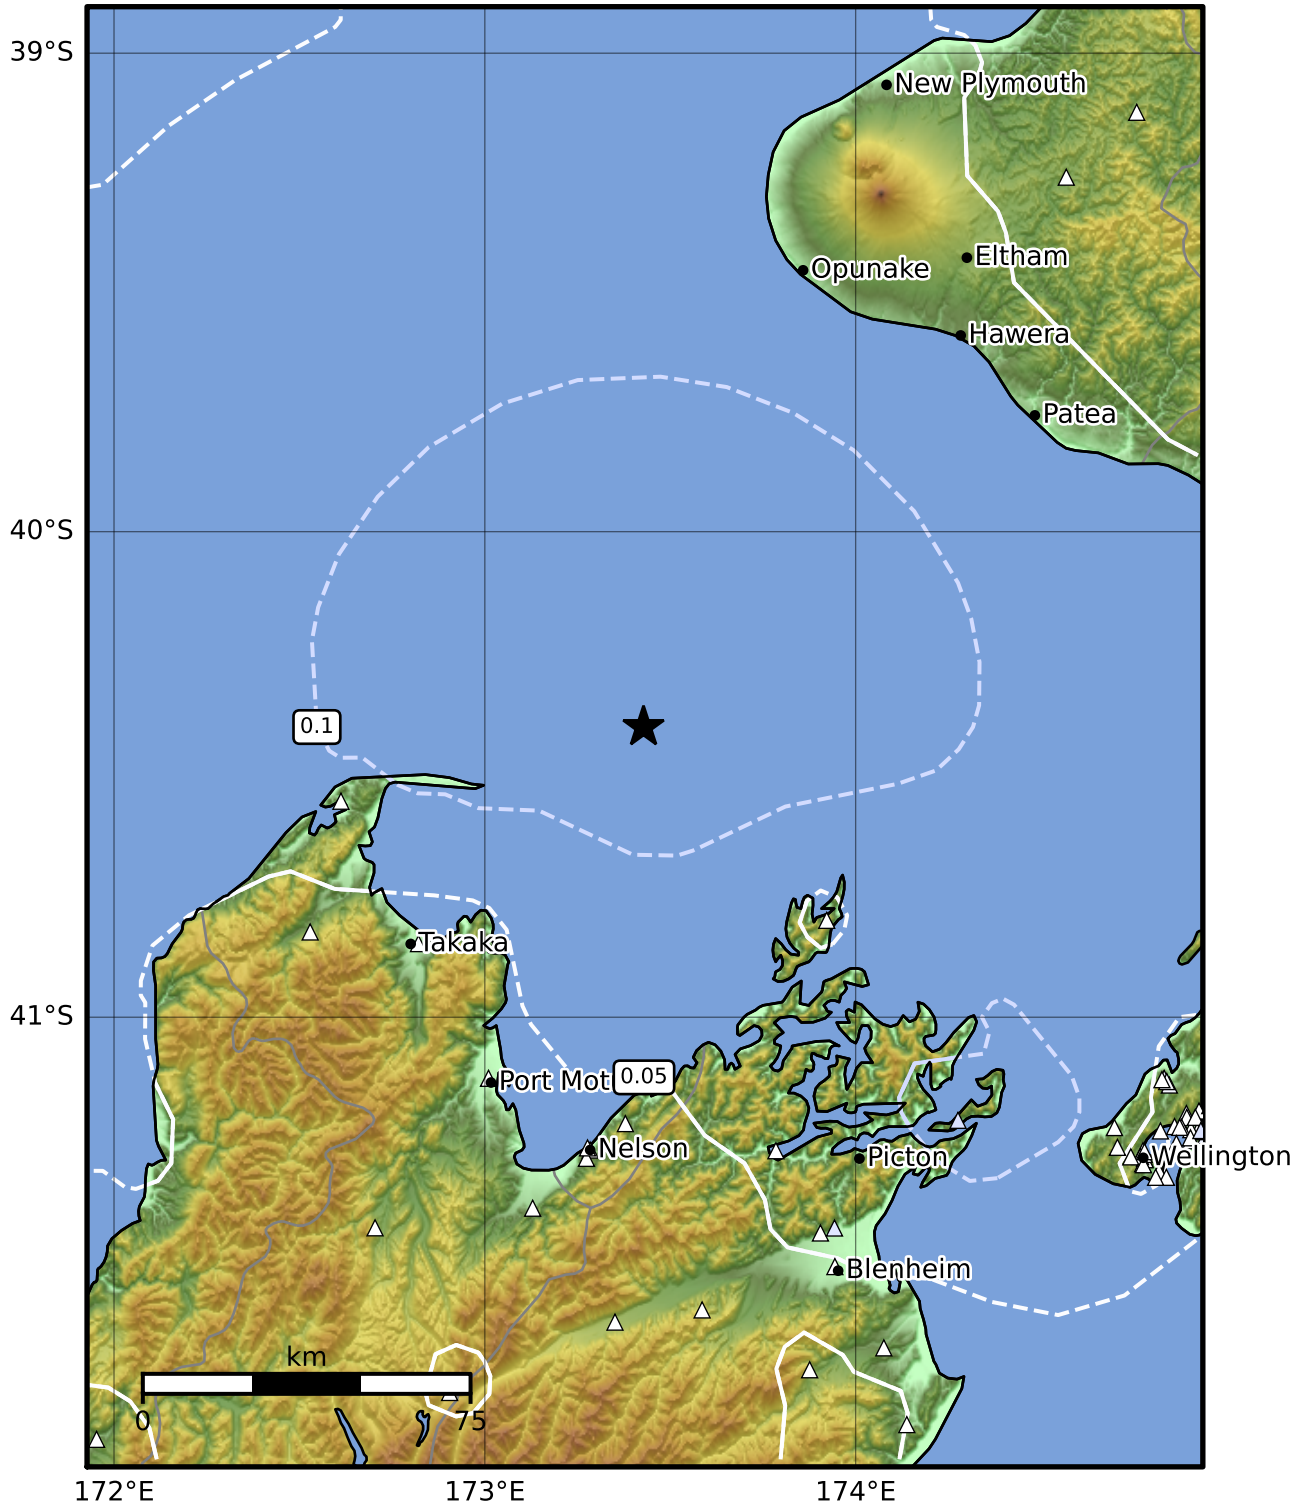 39°S
New Plymouth
Eltham
Opunake
Hawera
Patea
40°S
0.1
Takaka
41°S
Port Mot
0.05
Nelson
Picton
Wellington
Blenheim
km
0
75
172°E
173°E
174°E